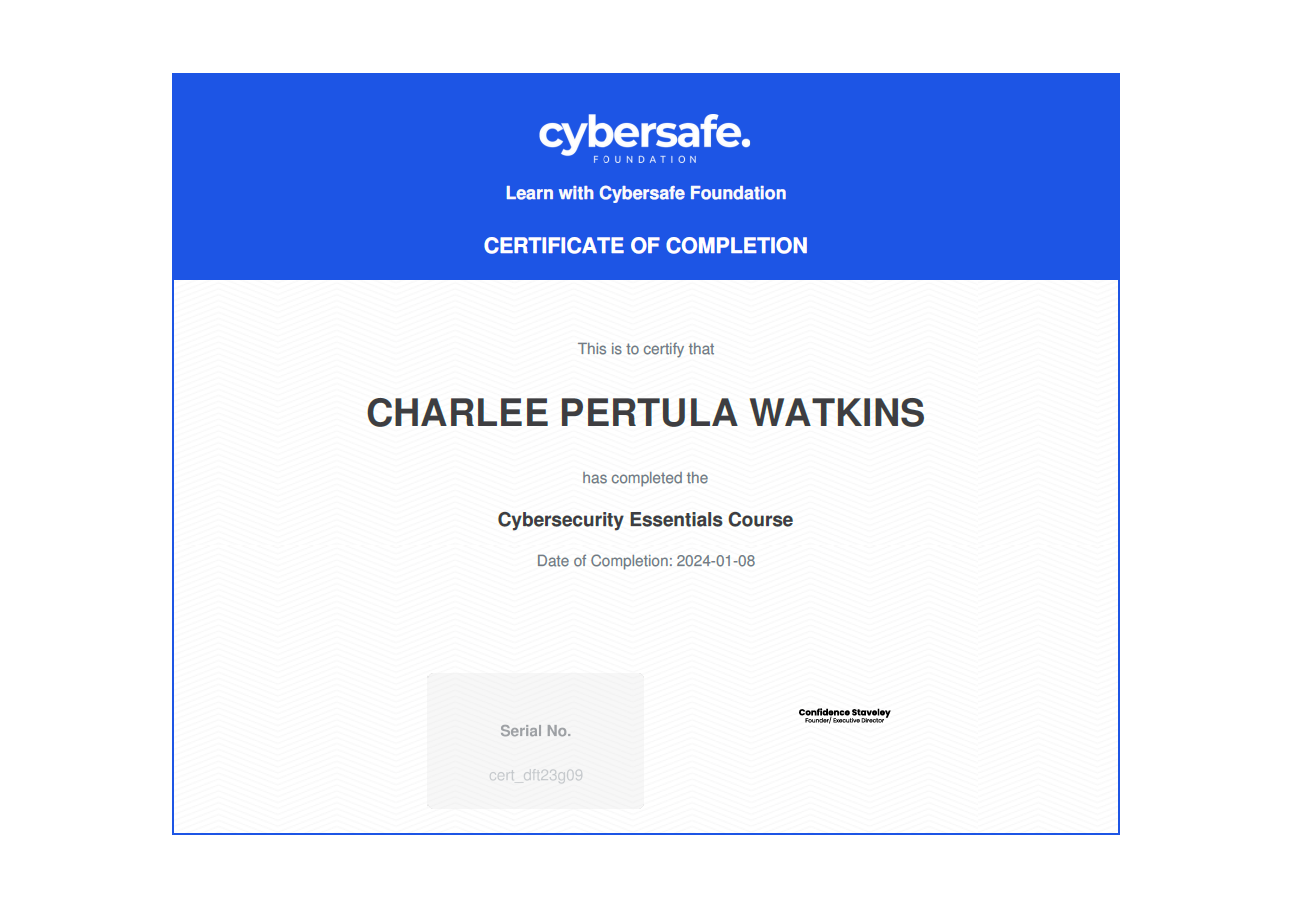 cybersafe.
FOUNDATION
Learn with Cybersafe Foundation
CERTIFICATE OF COMPLETION
This is to certify that
CHARLEE PERTULA WATKINS
has completed the
Cybersecurity Essentials Course
Date of Completion: 2024-01-08
Serial No.
cert_dft23g09
Confidence Staveley
Founder/ Executive Director